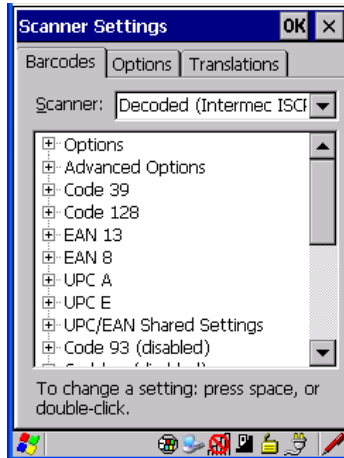 Scanner Settings OK ×
Barcodes Options Translations
Scanner: Decoded (Intermec ISCF
Options
Advanced Options
Code 39
Code 128
EAN 13
EAN 8
UPC A
UPC E
UPC/EAN Shared Settings
Code 93 (disabled)
To change a setting: press space, or
double-click.